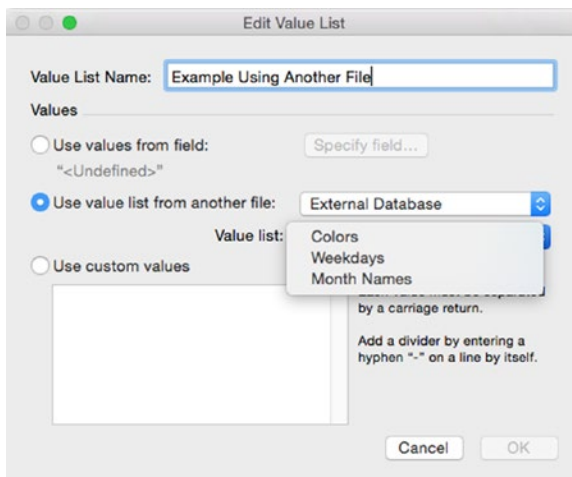 Edit Value List
Value List Name: Example Using Another File
Values
Use values from field: Specify field...
"<Undefined>"
Use value list from another file: External Database
Value list: Colors
Weekdays
Use custom values Month Names
by a carriage return.
Add a divider by entering a
hyphen "-" on a line by itself.
Cancel OK